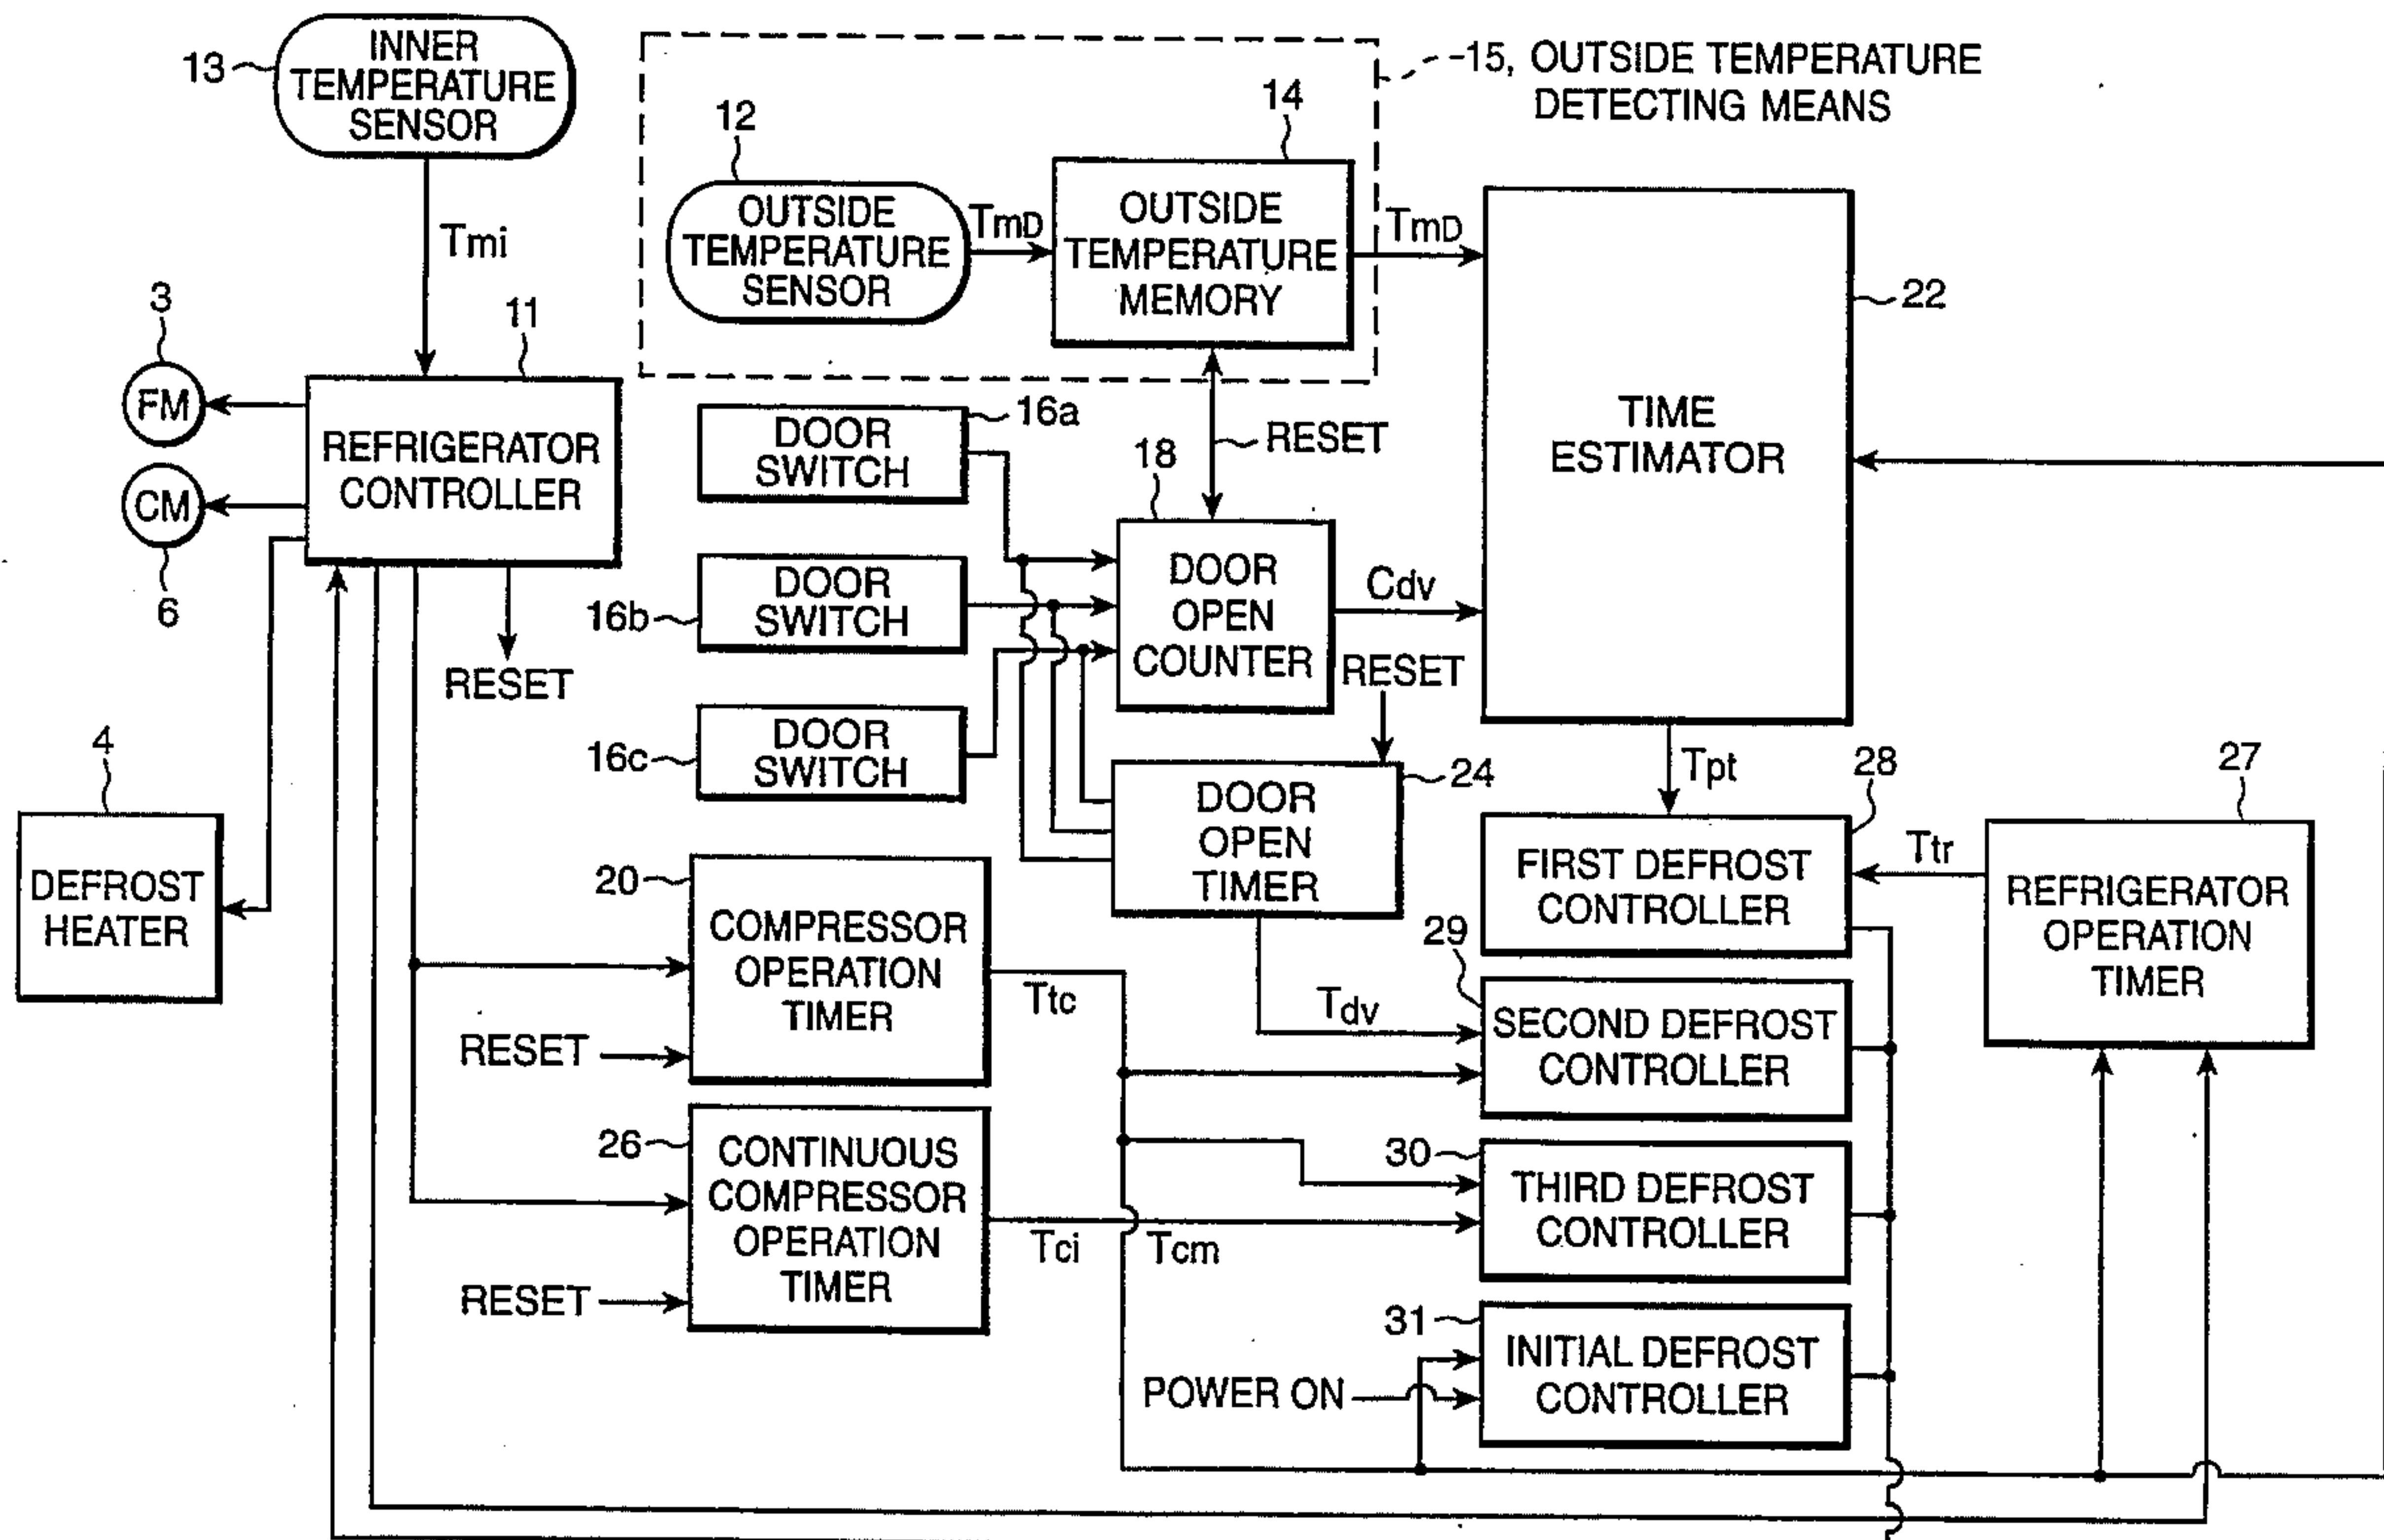 13
INNER
TEMPERATURE
SENSOR
15, OUTSIDE TEMPERATURE
DETECTING MEANS
12
14
OUTSIDE
TEMPERATURE
SENSOR
TmD
OUTSIDE
TEMPERATURE
MEMORY
TmD
Tmi
22
TIME
ESTIMATOR
3
11
FM
CM
6
REFRIGERATOR
CONTROLLER
RESET
DOOR
SWITCH
16a
RESET
18
16b
DOOR
SWITCH
DOOR
OPEN
COUNTER
Cdv
RESET
16c
DOOR
SWITCH
24
DOOR
OPEN
TIMER
Tpt
28
27
4
DEFROST
HEATER
20
COMPRESSOR
OPERATION
TIMER
Ttc
RESET
FIRST DEFROST
CONTROLLER
Ttr
REFRIGERATOR
OPERATION
TIMER
29
Tdv
SECOND DEFROST
CONTROLLER
26
CONTINUOUS
COMPRESSOR
OPERATION
TIMER
Tci
Tcm
RESET
30
THIRD DEFROST
CONTROLLER
31
POWER ON
INITIAL DEFROST
CONTROLLER